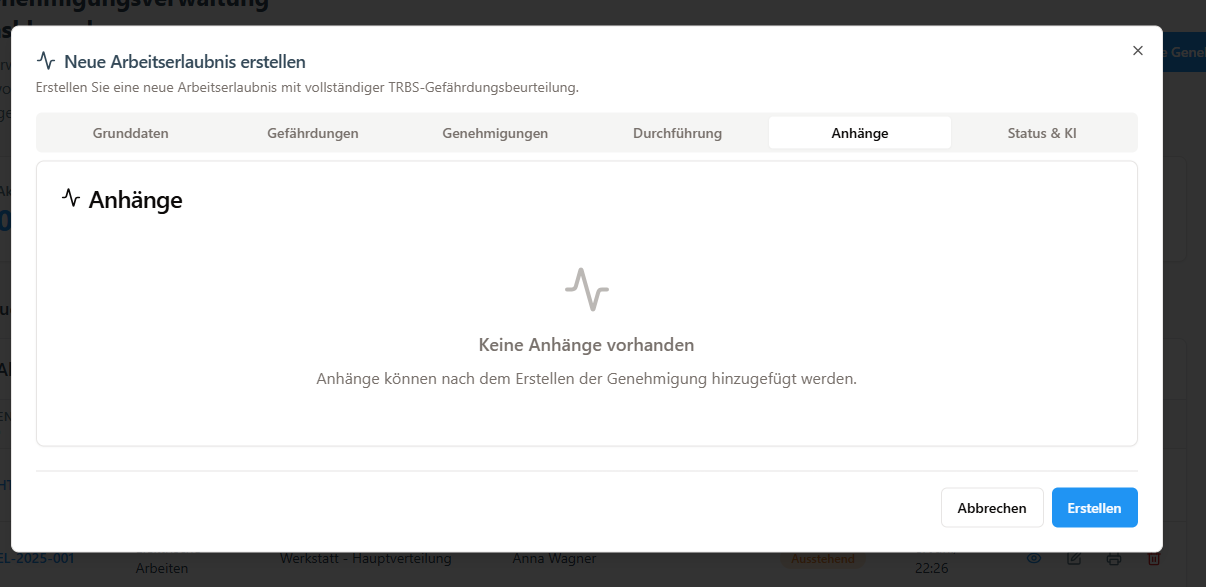 Neue Arbeitserlaubnis erstellen
Erstellen Sie eine neue Arbeitserlaubnis mit vollständiger TRBS-Gefährdungsbeurteilung.
Grunddaten Gefährdungen Genehmigungen Durchführung Anhänge Status & KI
Anhänge
Keine Anhänge vorhanden
Anhänge können nach dem Erstellen der Genehmigung hinzugefügt werden.
Abbrechen Erstellen
EL-2025-001 Werkstatt - Hauptverteilung Anna Wagner Ausstehend
Arbeiten 22:26